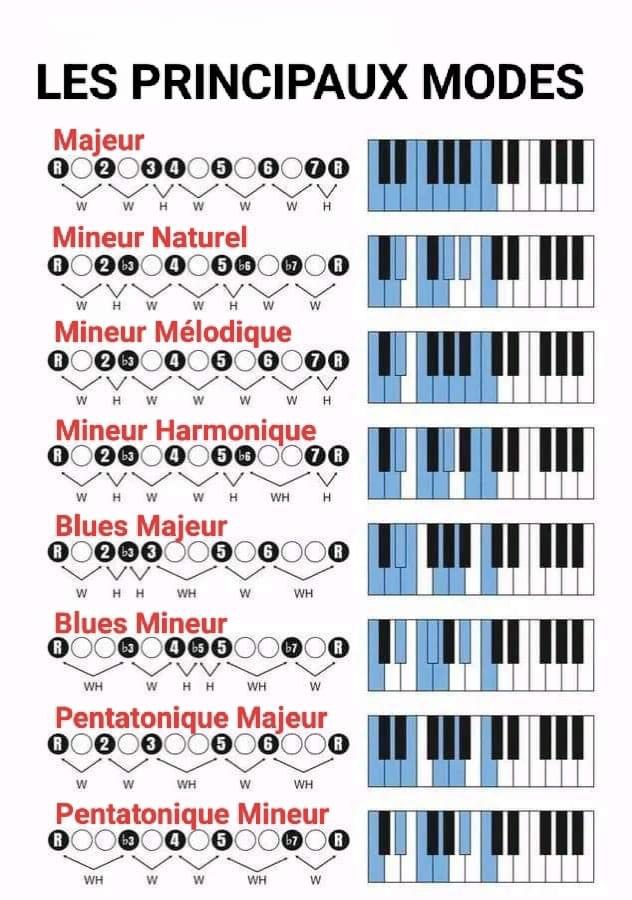 LES PRINCIPAUX MODES
Majeur
R 2 3 4 5 6 7 R
W W H W W W H
Mineur Naturel
R 2 b3 4 5 b6 b7 R
W H W W H W W
Mineur Mélodique
R 2 b3 4 5 6 7 R
W H W W W W H
Mineur Harmonique
R 2 b3 4 5 b6 7 R
W H W W H WH H
Blues Majeur
R 2 b3 3 5 6 R
W H H WH W WH
Blues Mineur
R b3 4 b5 5 b7 R
WH W H H WH W
Pentatonique Majeur
R 2 3 5 6 R
W W WH W WH
Pentatonique Mineur
R b3 4 5 b7 R
WH W W WH W